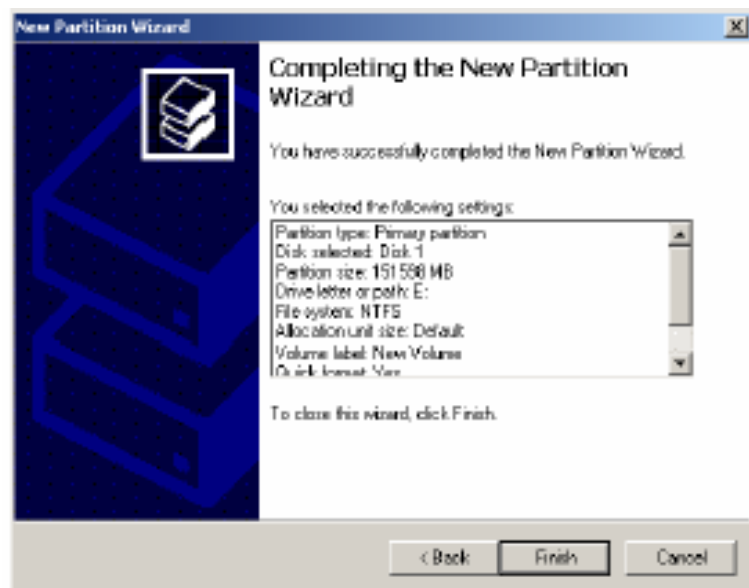 New Partition Wizard
Completing the New Partition
Wizard
You have successfully completed the New Partition Wizard.
You selected the following settings:
Partition type: Primary partition
Disk selected: Disk 1
Partition size: 151598 MB
Drive letter or path: E:
File system: NTFS
Allocation unit size: Default
Volume label: New Volume
Quick format: Yes
To close this wizard, click Finish.
< Back
Finish
Cancel